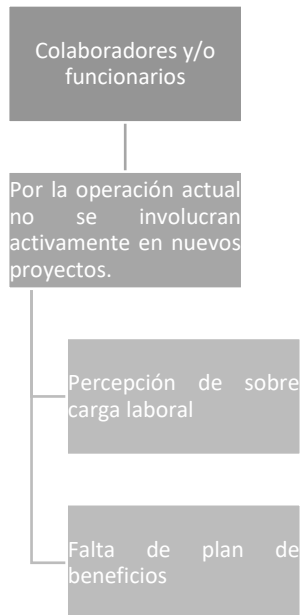 Colaboradores y/o
funcionarios
Por la operación actual
no se involucran
activamente en nuevos
proyectos.
Percepción de sobre
carga laboral
Falta de plan de
beneficios